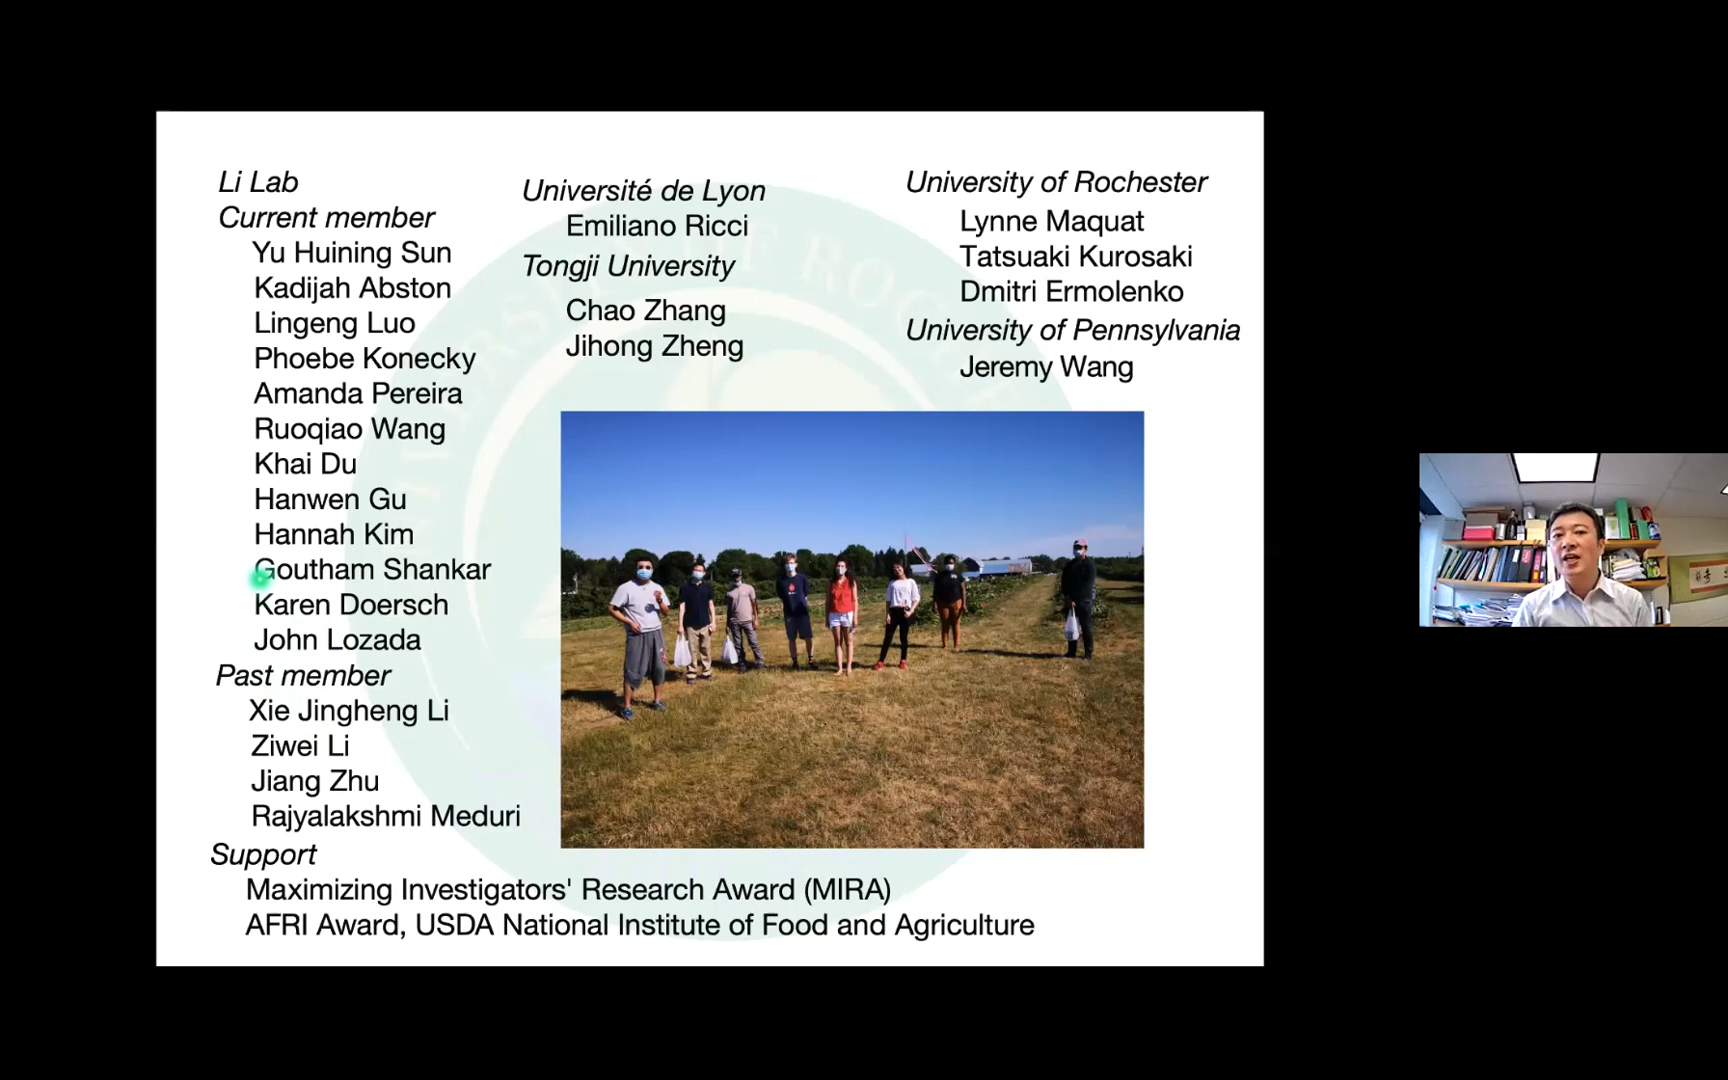 Li Lab
Current member
Yu Huining Sun
Kadijah Abston
Lingeng Luo
Phoebe Konecky
Amanda Pereira
Ruoqiao Wang
Khai Du
Hanwen Gu
Hannah Kim
Goutham Shankar
Karen Doersch
John Lozada
Past member
Xie Jingheng Li
Ziwei Li
Jiang Zhu
Rajyalakshmi Meduri
Support
Maximizing Investigators' Research Award (MIRA)
AFRI Award, USDA National Institute of Food and Agriculture
Université de Lyon
Emiliano Ricci
Tongji University
Chao Zhang
Jihong Zheng
University of Rochester
Lynne Maquat
Tatsuaki Kurosaki
Dmitri Ermolenko
University of Pennsylvania
Jeremy Wang